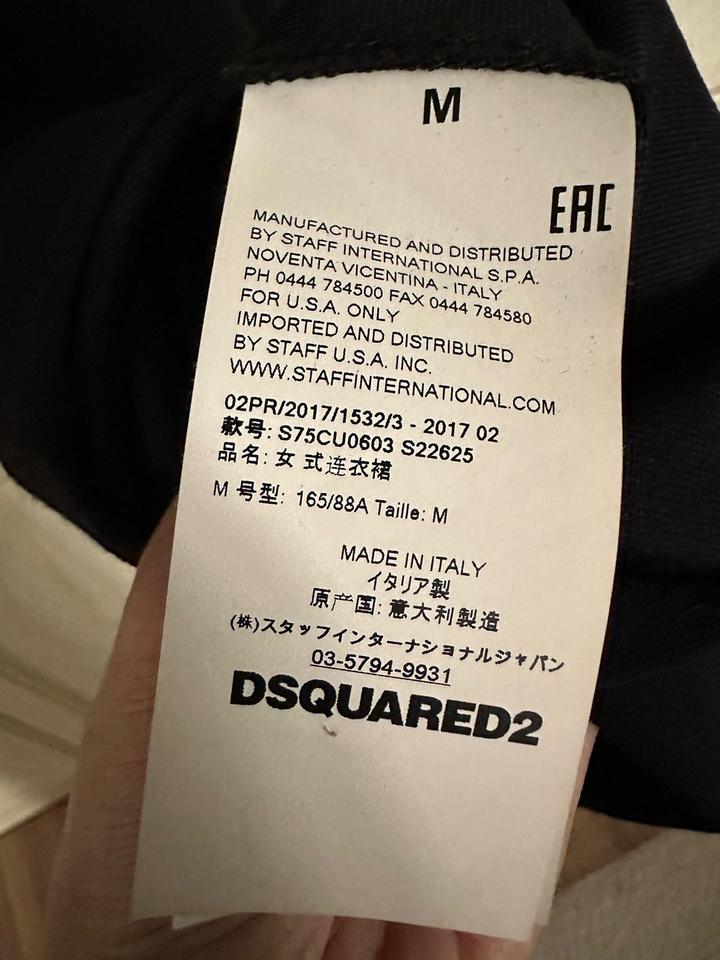 M
EAC
MANUFACTURED AND DISTRIBUTED
BY STAFF INTERNATIONAL S.P.A.
NOVENTA VICENTINA - ITALY
PH 0444 784500 FAX 0444 784580
FOR U.S.A. ONLY
IMPORTED AND DISTRIBUTED
BY STAFF U.S.A. INC.
WWW.STAFFINTERNATIONAL.COM
02PR/2017/1532/3 - 2017 02
款号: S75CU0603 S22625
品名: 女 式连衣裙
M 号型: 165/88A Taille: M
MADE IN ITALY
イタリア製
原产国: 意大利製造
(株)スタッフインターナショナルジャパン
03-5794-9931
DSQUARED2